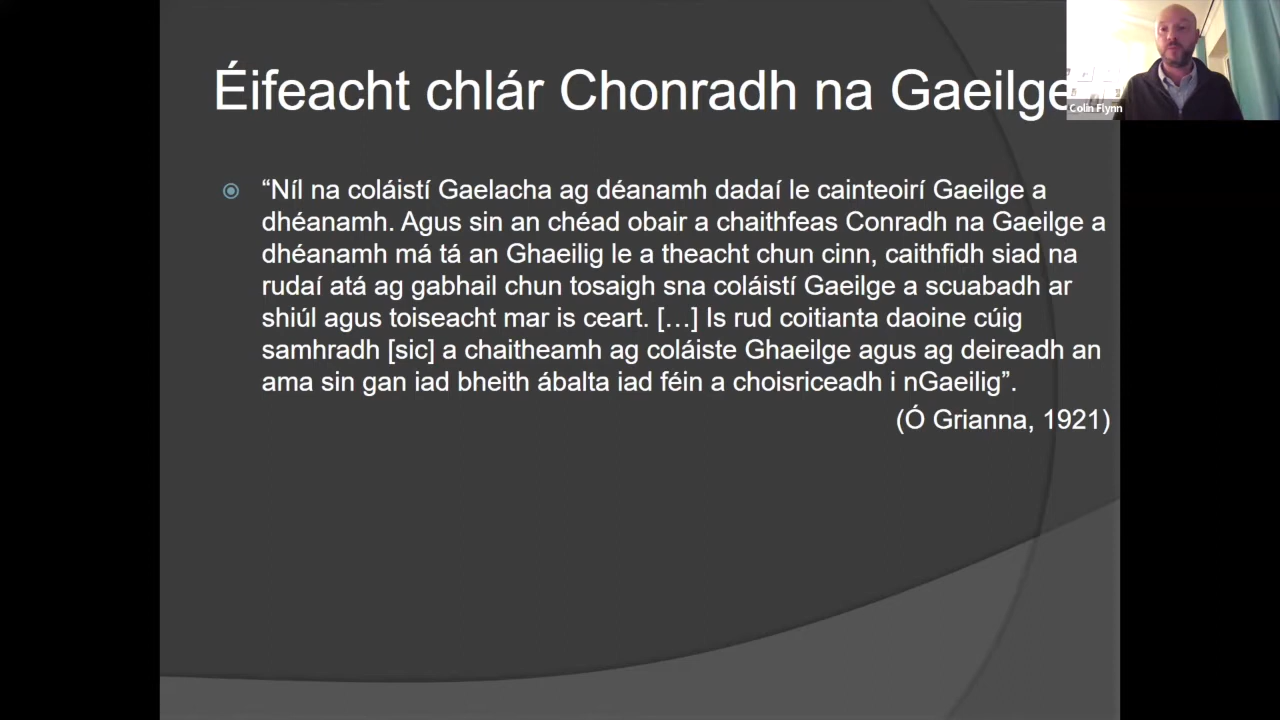 Éifeacht chlár Chonradh na Gaeilge
Colin Flynn
“Níl na coláistí Gaelacha ag déanamh dadaí le cainteoirí Gaeilge a
dhéanamh. Agus sin an chéad obair a chaithfeas Conradh na Gaeilge a
dhéanamh má tá an Ghaeilig le a theacht chun cinn, caithfidh siad na
rudaí atá ag gabhail chun tosaigh sna coláistí Gaeilge a scuabadh ar
shiúl agus toiseacht mar is ceart. […] Is rud coitianta daoine cúig
samhradh [sic] a chaitheamh ag coláiste Ghaeilge agus ag deireadh an
ama sin gan iad bheith ábalta iad féin a choisriceadh i nGaeilig”.
(Ó Grianna, 1921)